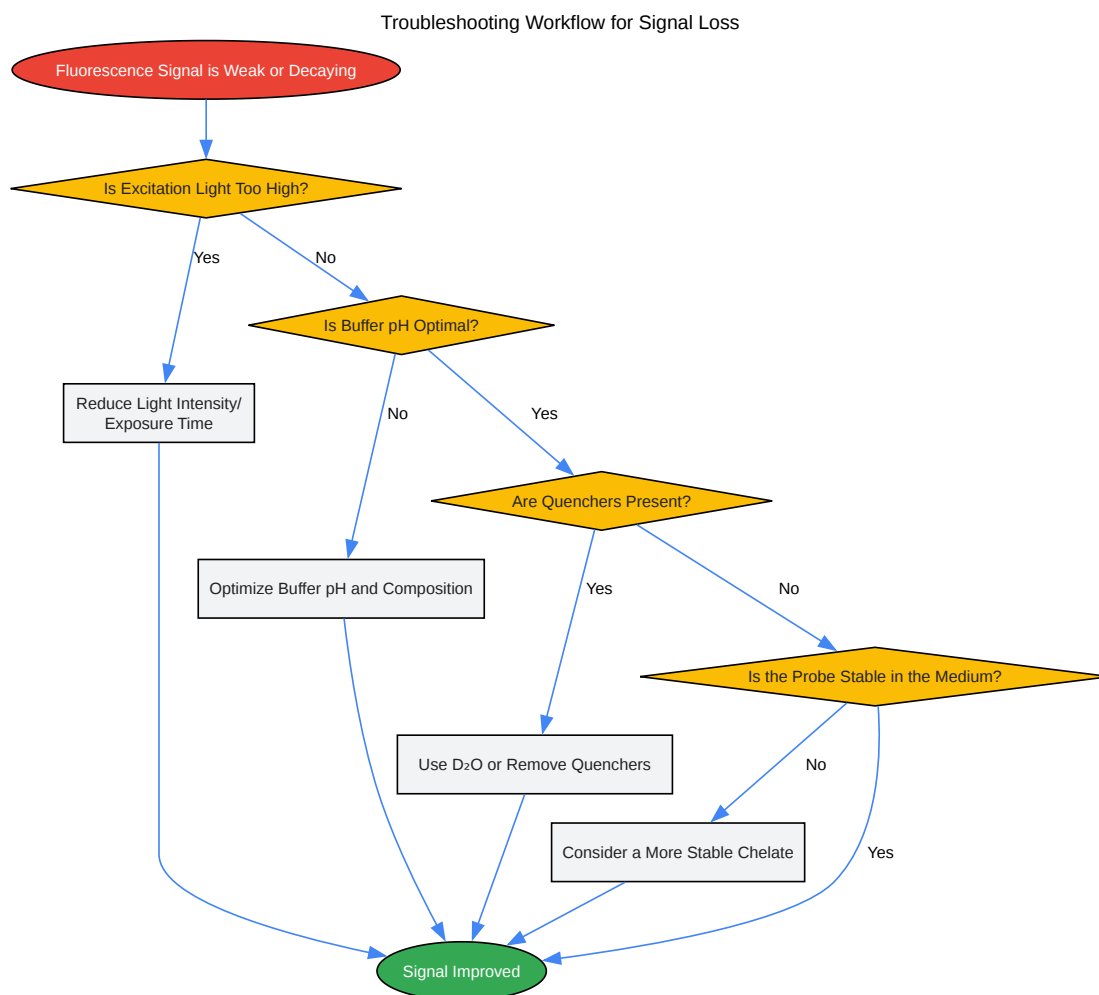 Troubleshooting Workflow for Signal Loss
Fluorescence Signal is Weak or Decaying
Is Excitation Light Too High?
Yes
No
Is Buffer pH Optimal?
Reduce Light Intensity/
Exposure Time
No
Yes
Are Quenchers Present?
Optimize Buffer pH and Composition
Yes
No
Is the Probe Stable in the Medium?
Use D₂O or Remove Quenchers
No
Consider a More Stable Chelate
Yes
Signal Improved